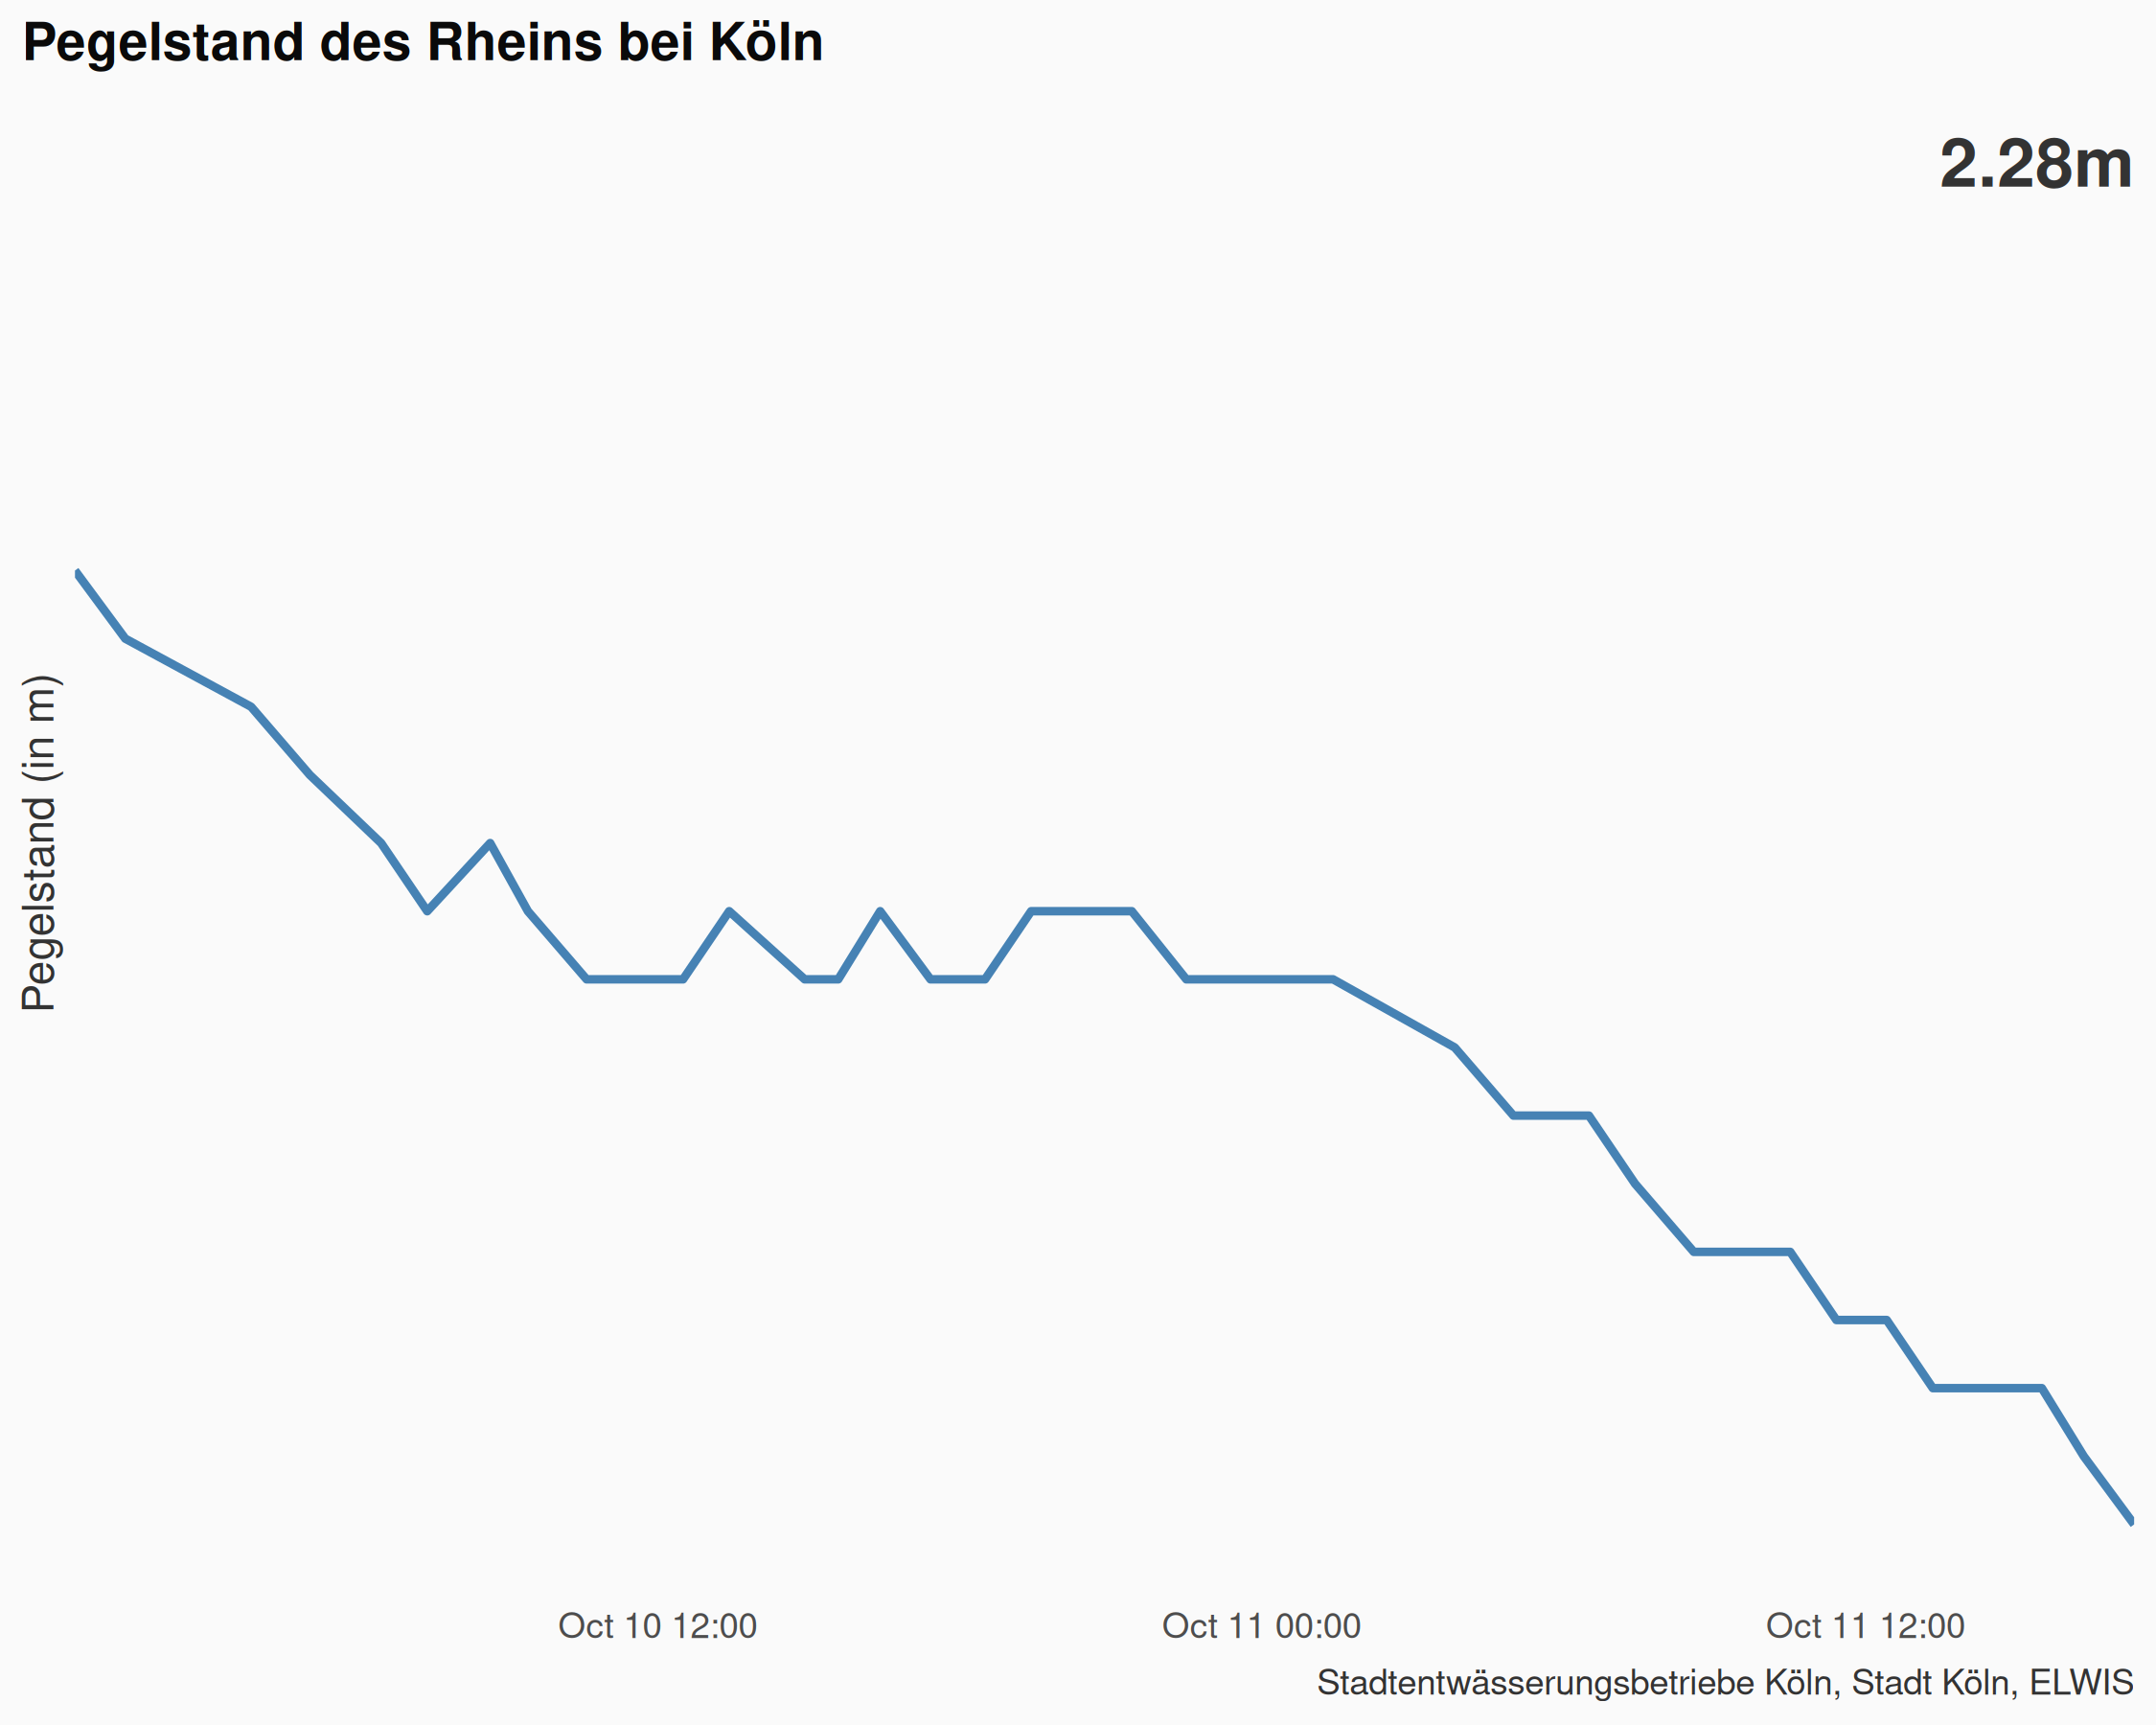 Pegelstand des Rheins bei Köln
2.28m
Pegelstand (in m)
Oct 10 12:00
Oct 11 00:00
Oct 11 12:00
Stadtentwässerungsbetriebe Köln, Stadt Köln, ELWIS